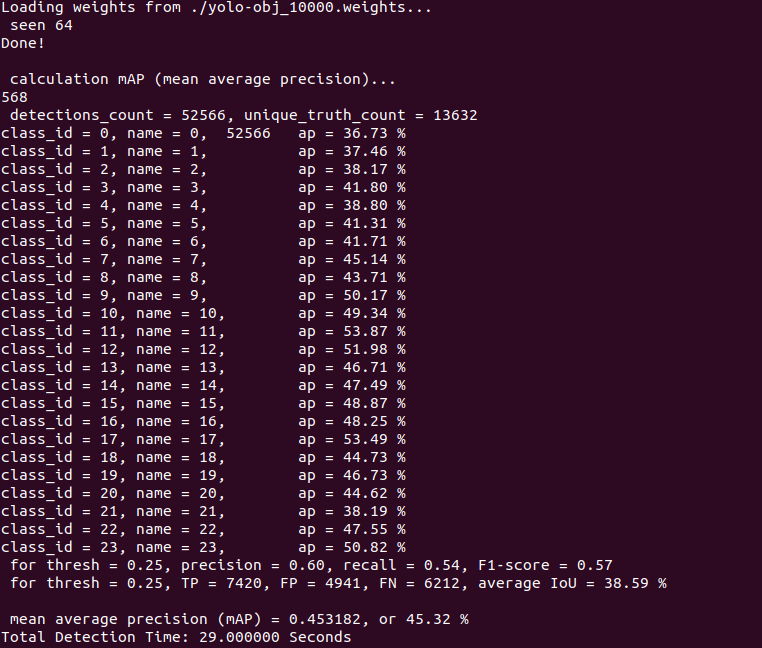 Loading weights from ./yolo-obj_10000.weights...
 seen 64
Done!

 calculation mAP (mean average precision)...
568
 detections_count = 52566, unique_truth_count = 13632
class_id = 0, name = 0,  52566   ap = 36.73 %
class_id = 1, name = 1,          ap = 37.46 %
class_id = 2, name = 2,          ap = 38.17 %
class_id = 3, name = 3,          ap = 41.80 %
class_id = 4, name = 4,          ap = 38.80 %
class_id = 5, name = 5,          ap = 41.31 %
class_id = 6, name = 6,          ap = 41.71 %
class_id = 7, name = 7,          ap = 45.14 %
class_id = 8, name = 8,          ap = 43.71 %
class_id = 9, name = 9,          ap = 50.17 %
class_id = 10, name = 10,        ap = 49.34 %
class_id = 11, name = 11,        ap = 53.87 %
class_id = 12, name = 12,        ap = 51.98 %
class_id = 13, name = 13,        ap = 46.71 %
class_id = 14, name = 14,        ap = 47.49 %
class_id = 15, name = 15,        ap = 48.87 %
class_id = 16, name = 16,        ap = 48.25 %
class_id = 17, name = 17,        ap = 53.49 %
class_id = 18, name = 18,        ap = 44.73 %
class_id = 19, name = 19,        ap = 46.73 %
class_id = 20, name = 20,        ap = 44.62 %
class_id = 21, name = 21,        ap = 38.19 %
class_id = 22, name = 22,        ap = 47.55 %
class_id = 23, name = 23,        ap = 50.82 %
 for thresh = 0.25, precision = 0.60, recall = 0.54, F1-score = 0.57
 for thresh = 0.25, TP = 7420, FP = 4941, FN = 6212, average IoU = 38.59 %

 mean average precision (mAP) = 0.453182, or 45.32 %
Total Detection Time: 29.000000 Seconds